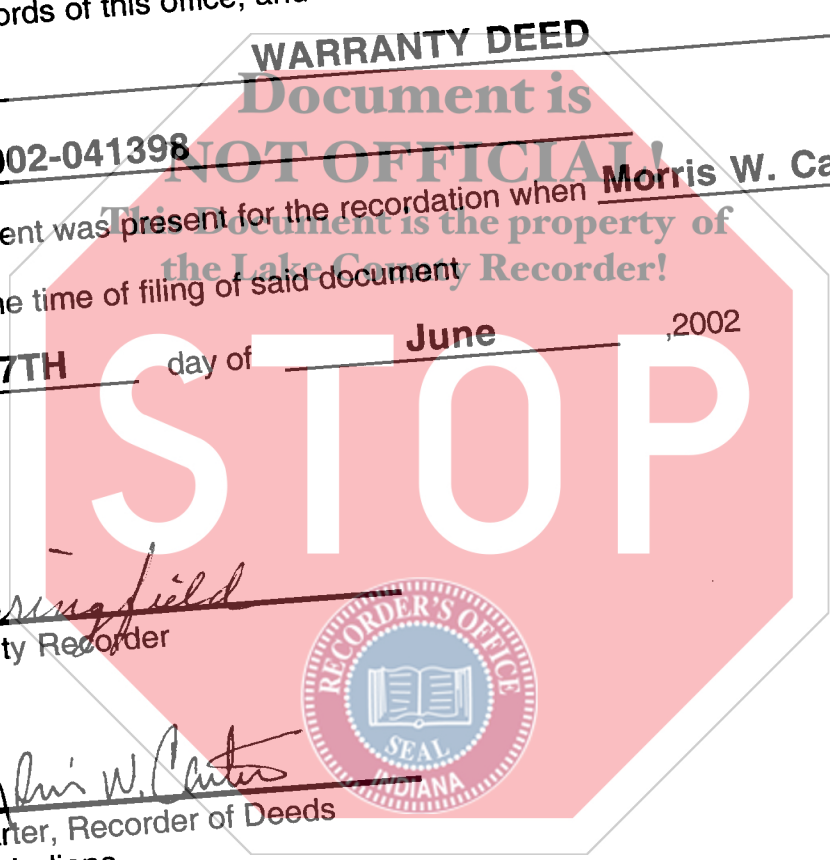 ords of this office, and
WARRANTY DEED
Document is
002-041398
NOT OFFICIAL!
ent was present for the recordation when Morris W. Ca
This Document is the property of
the Lake County Recorder!
he time of filing of said document
7TH day of June ,2002
STOP
singfield
ty Recorder
RECORDER'S OFFICE
SEAL
INDIANA
W. Carter
rter, Recorder of Deeds